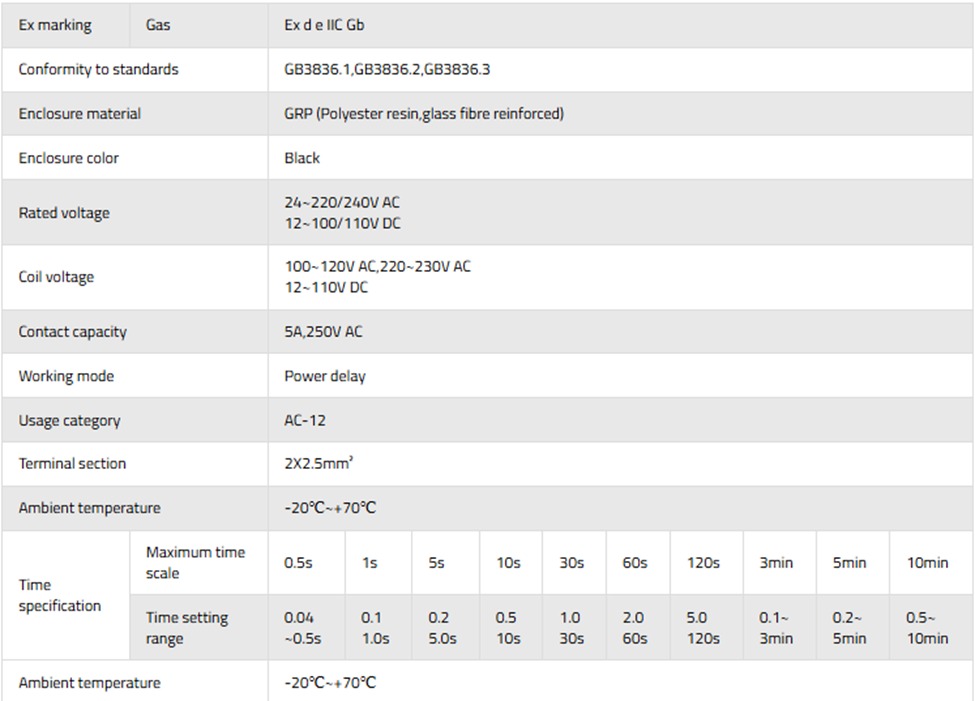 Ex marking Gas Ex d e IIC Gb
Conformity to standards GB3836.1,GB3836.2,GB3836.3
Enclosure material GRP (Polyester resin,glass fibre reinforced)
Enclosure color Black
Rated voltage
24~220/240V AC
12~100/110V DC
Coil voltage
100~120V AC,220~230V AC
12~110V DC
Contact capacity 5A,250V AC
Working mode Power delay
Usage category AC-12
Terminal section 2X2.5mm²
Ambient temperature -20℃~+70℃
Time
specification
Maximum time
scale
0.5s 1s 5s 10s 30s 60s 120s 3min 5min 10min
Time setting
range
0.04 0.1 0.2 0.5 1.0 2.0 5.0 0.1~ 0.2~ 0.5~
~0.5s 1.0s 5.0s 10s 30s 60s 120s 3min 5min 10min
Ambient temperature -20℃~+70℃